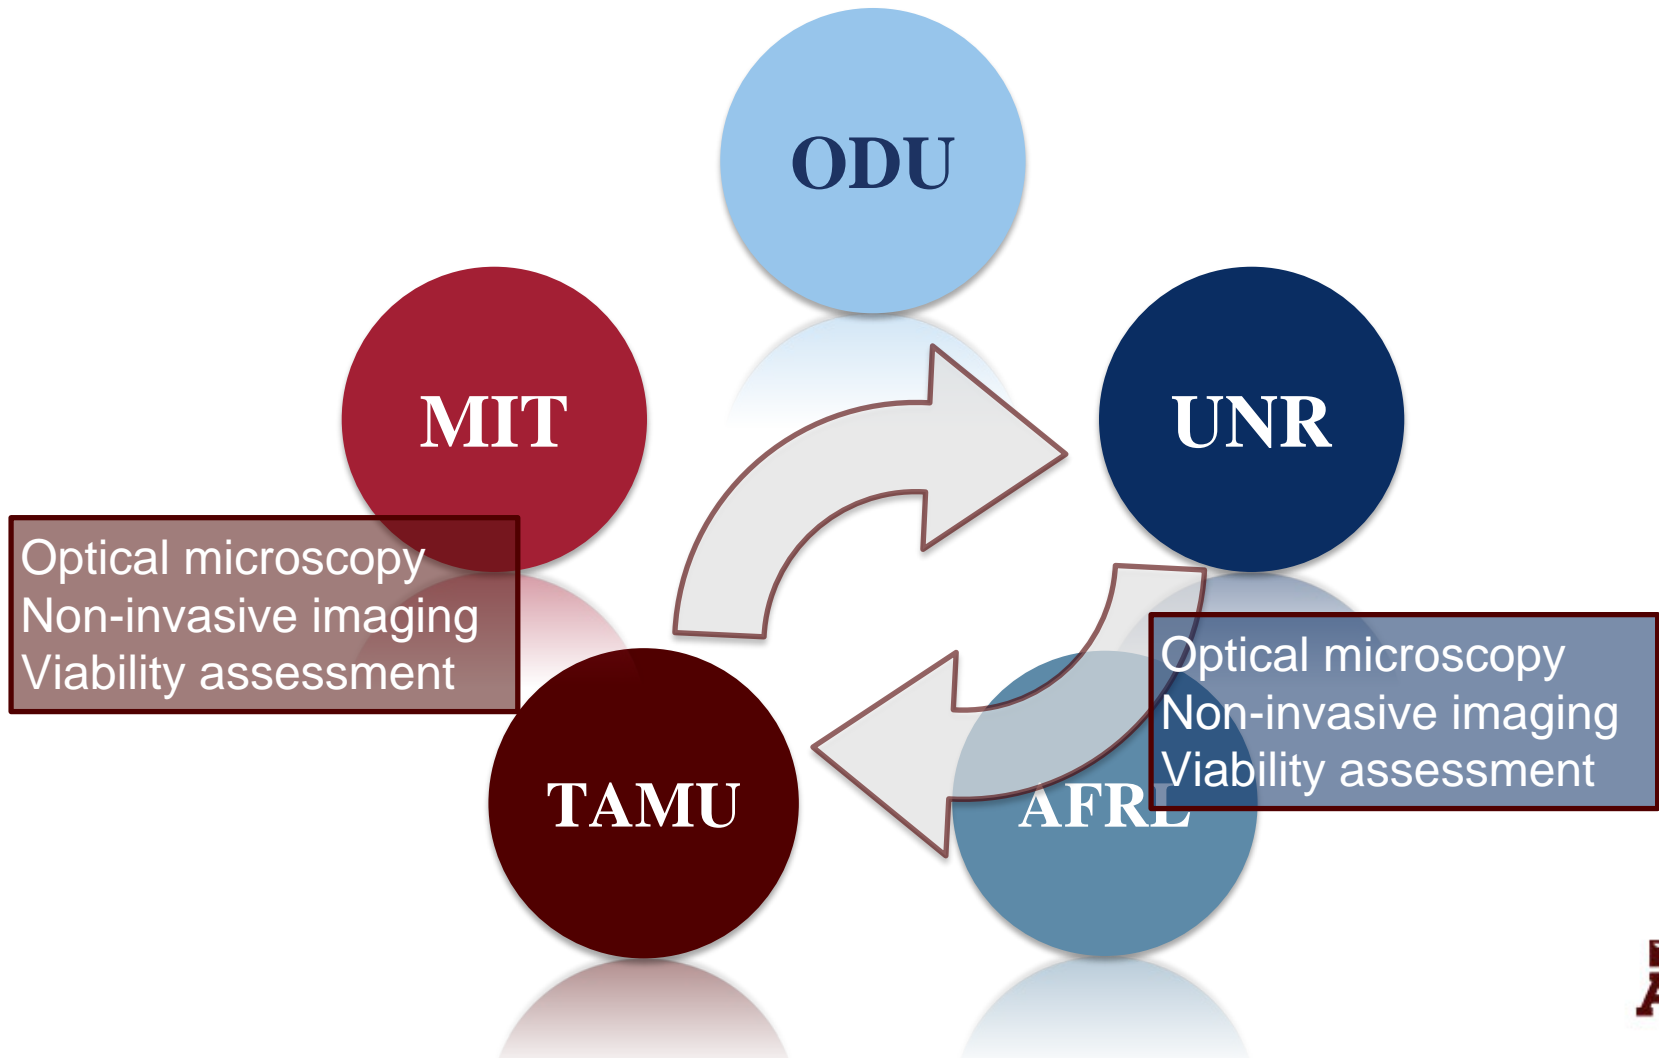 ODU
MIT
UNR
Optical microscopy
Non-invasive imaging
Viability assessment
Optical microscopy
Non-invasive imaging
Viability assessment
TAMU
AFRL